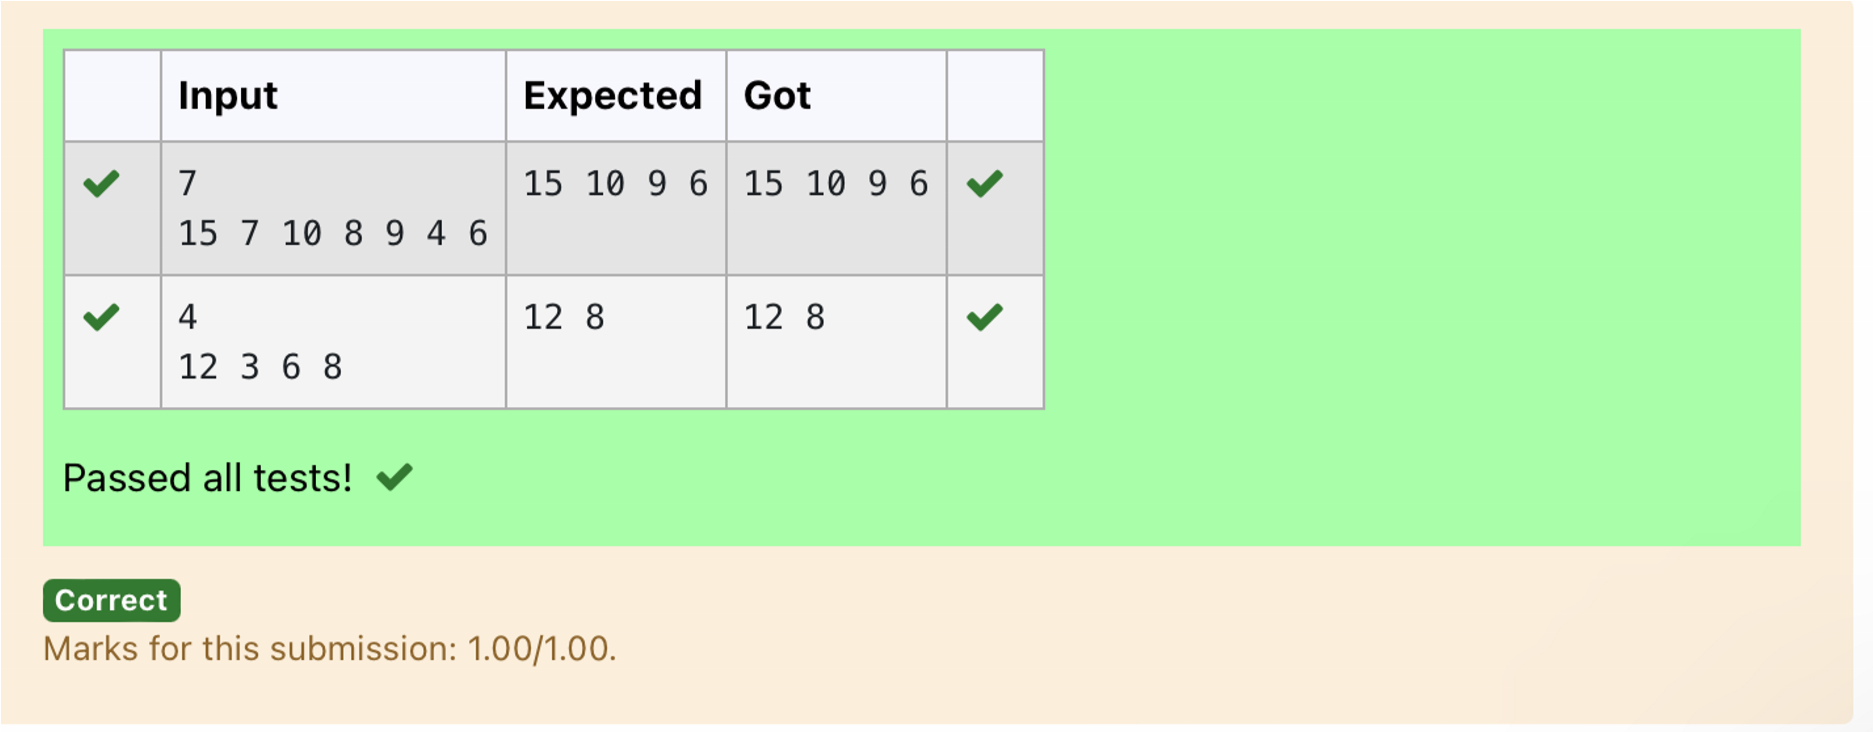 Input Expected Got
7 15 10 9 6 15 10 9 6
15 7 10 8 9 4 6
4 12 8 12 8
12 3 6 8
Passed all tests!
Correct
Marks for this submission: 1.00/1.00.